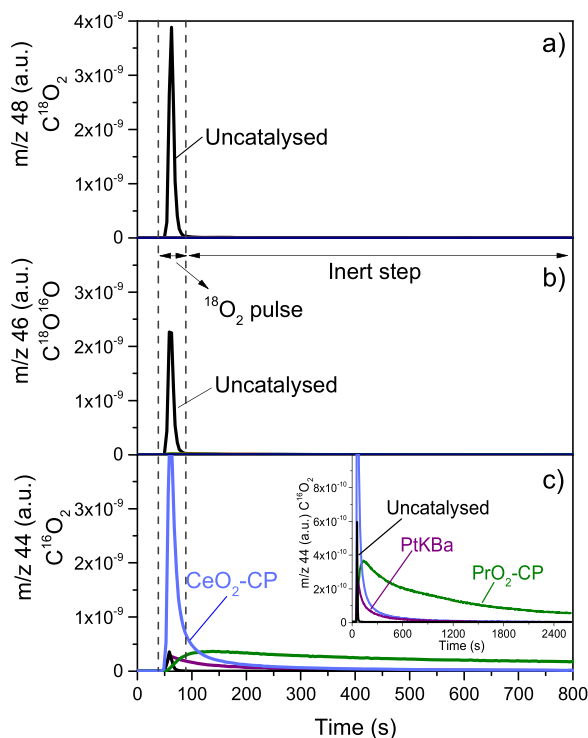 4x10⁻⁹
3x10⁻⁹
2x10⁻⁹
1x10⁻⁹
0
m/z 48 (a.u.)
C¹⁸O₂
a)
Uncatalysed
3x10⁻⁹
2x10⁻⁹
1x10⁻⁹
0
m/z 46 (a.u.)
C¹⁸O¹⁶O
b)
Inert step
¹⁸O₂ pulse
Uncatalysed
3x10⁻⁹
2x10⁻⁹
1x10⁻⁹
0
m/z 44 (a.u.)
C¹⁶O₂
c)
CeO₂-CP
8x10⁻¹⁰
6x10⁻¹⁰
4x10⁻¹⁰
2x10⁻¹⁰
0
m/z 44 (a.u.) C¹⁶O₂
Uncatalysed
PtKBa
PrO₂-CP
0 600 1200 1800 2400
Time (s)
0 100 200 300 400 500 600 700 800
Time (s)